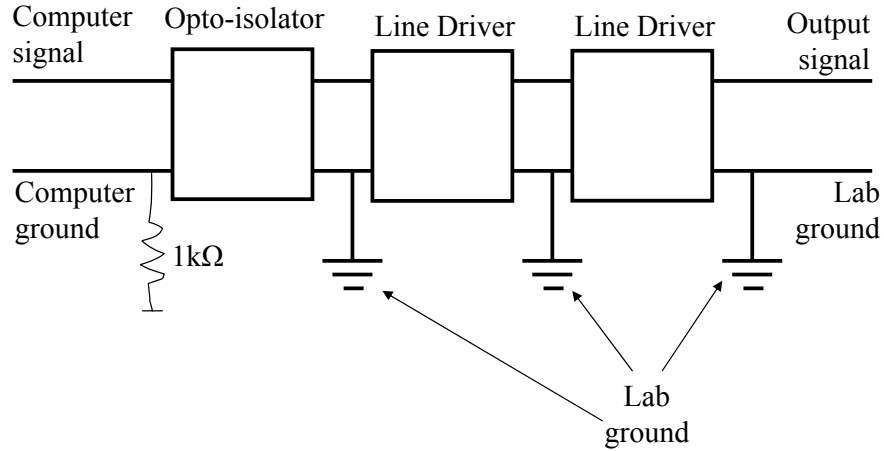 Computer
signal
Opto-isolator
Line Driver
Line Driver
Output
signal
Computer
ground
1kΩ
Lab
ground
Lab
ground